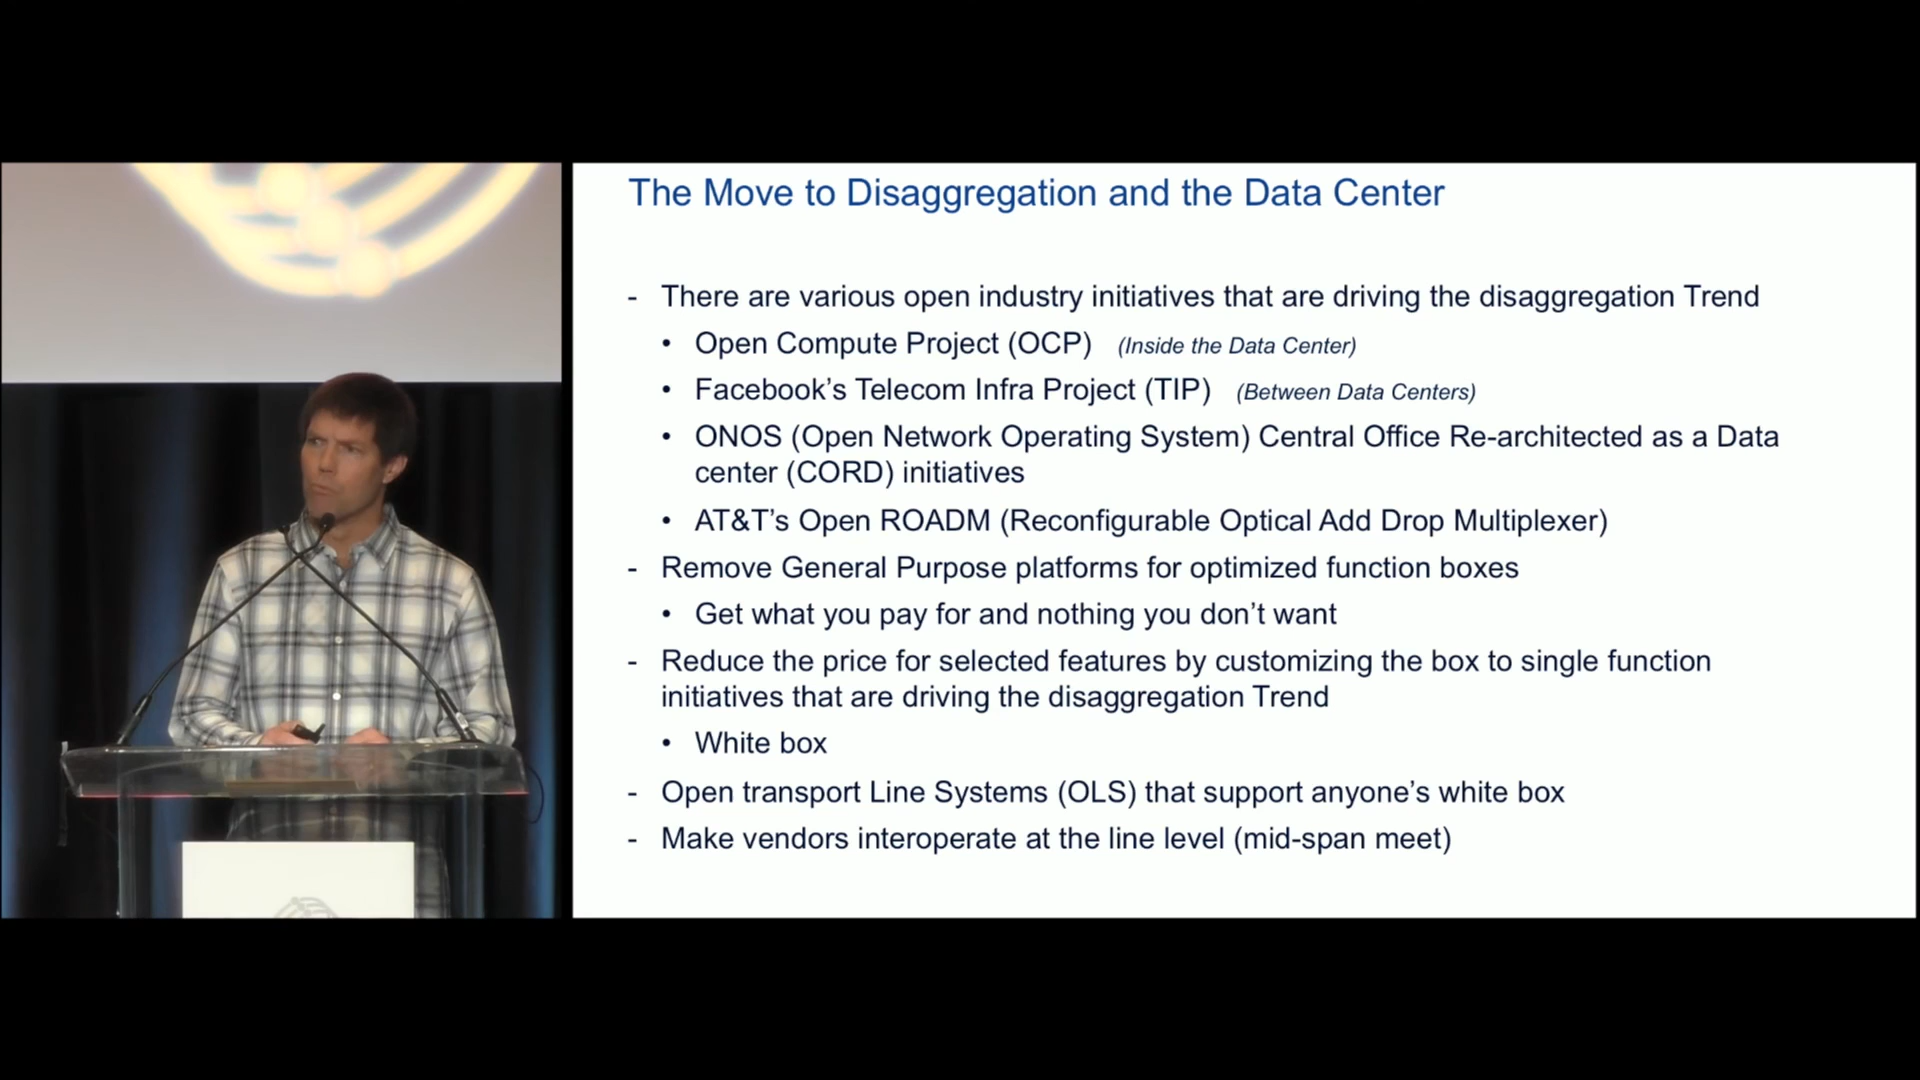 The Move to Disaggregation and the Data Center
- There are various open industry initiatives that are driving the disaggregation Trend
• Open Compute Project (OCP) (Inside the Data Center)
• Facebook’s Telecom Infra Project (TIP) (Between Data Centers)
• ONOS (Open Network Operating System) Central Office Re-architected as a Data
center (CORD) initiatives
• AT&T’s Open ROADM (Reconfigurable Optical Add Drop Multiplexer)
- Remove General Purpose platforms for optimized function boxes
• Get what you pay for and nothing you don’t want
- Reduce the price for selected features by customizing the box to single function
initiatives that are driving the disaggregation Trend
• White box
- Open transport Line Systems (OLS) that support anyone’s white box
- Make vendors interoperate at the line level (mid-span meet)